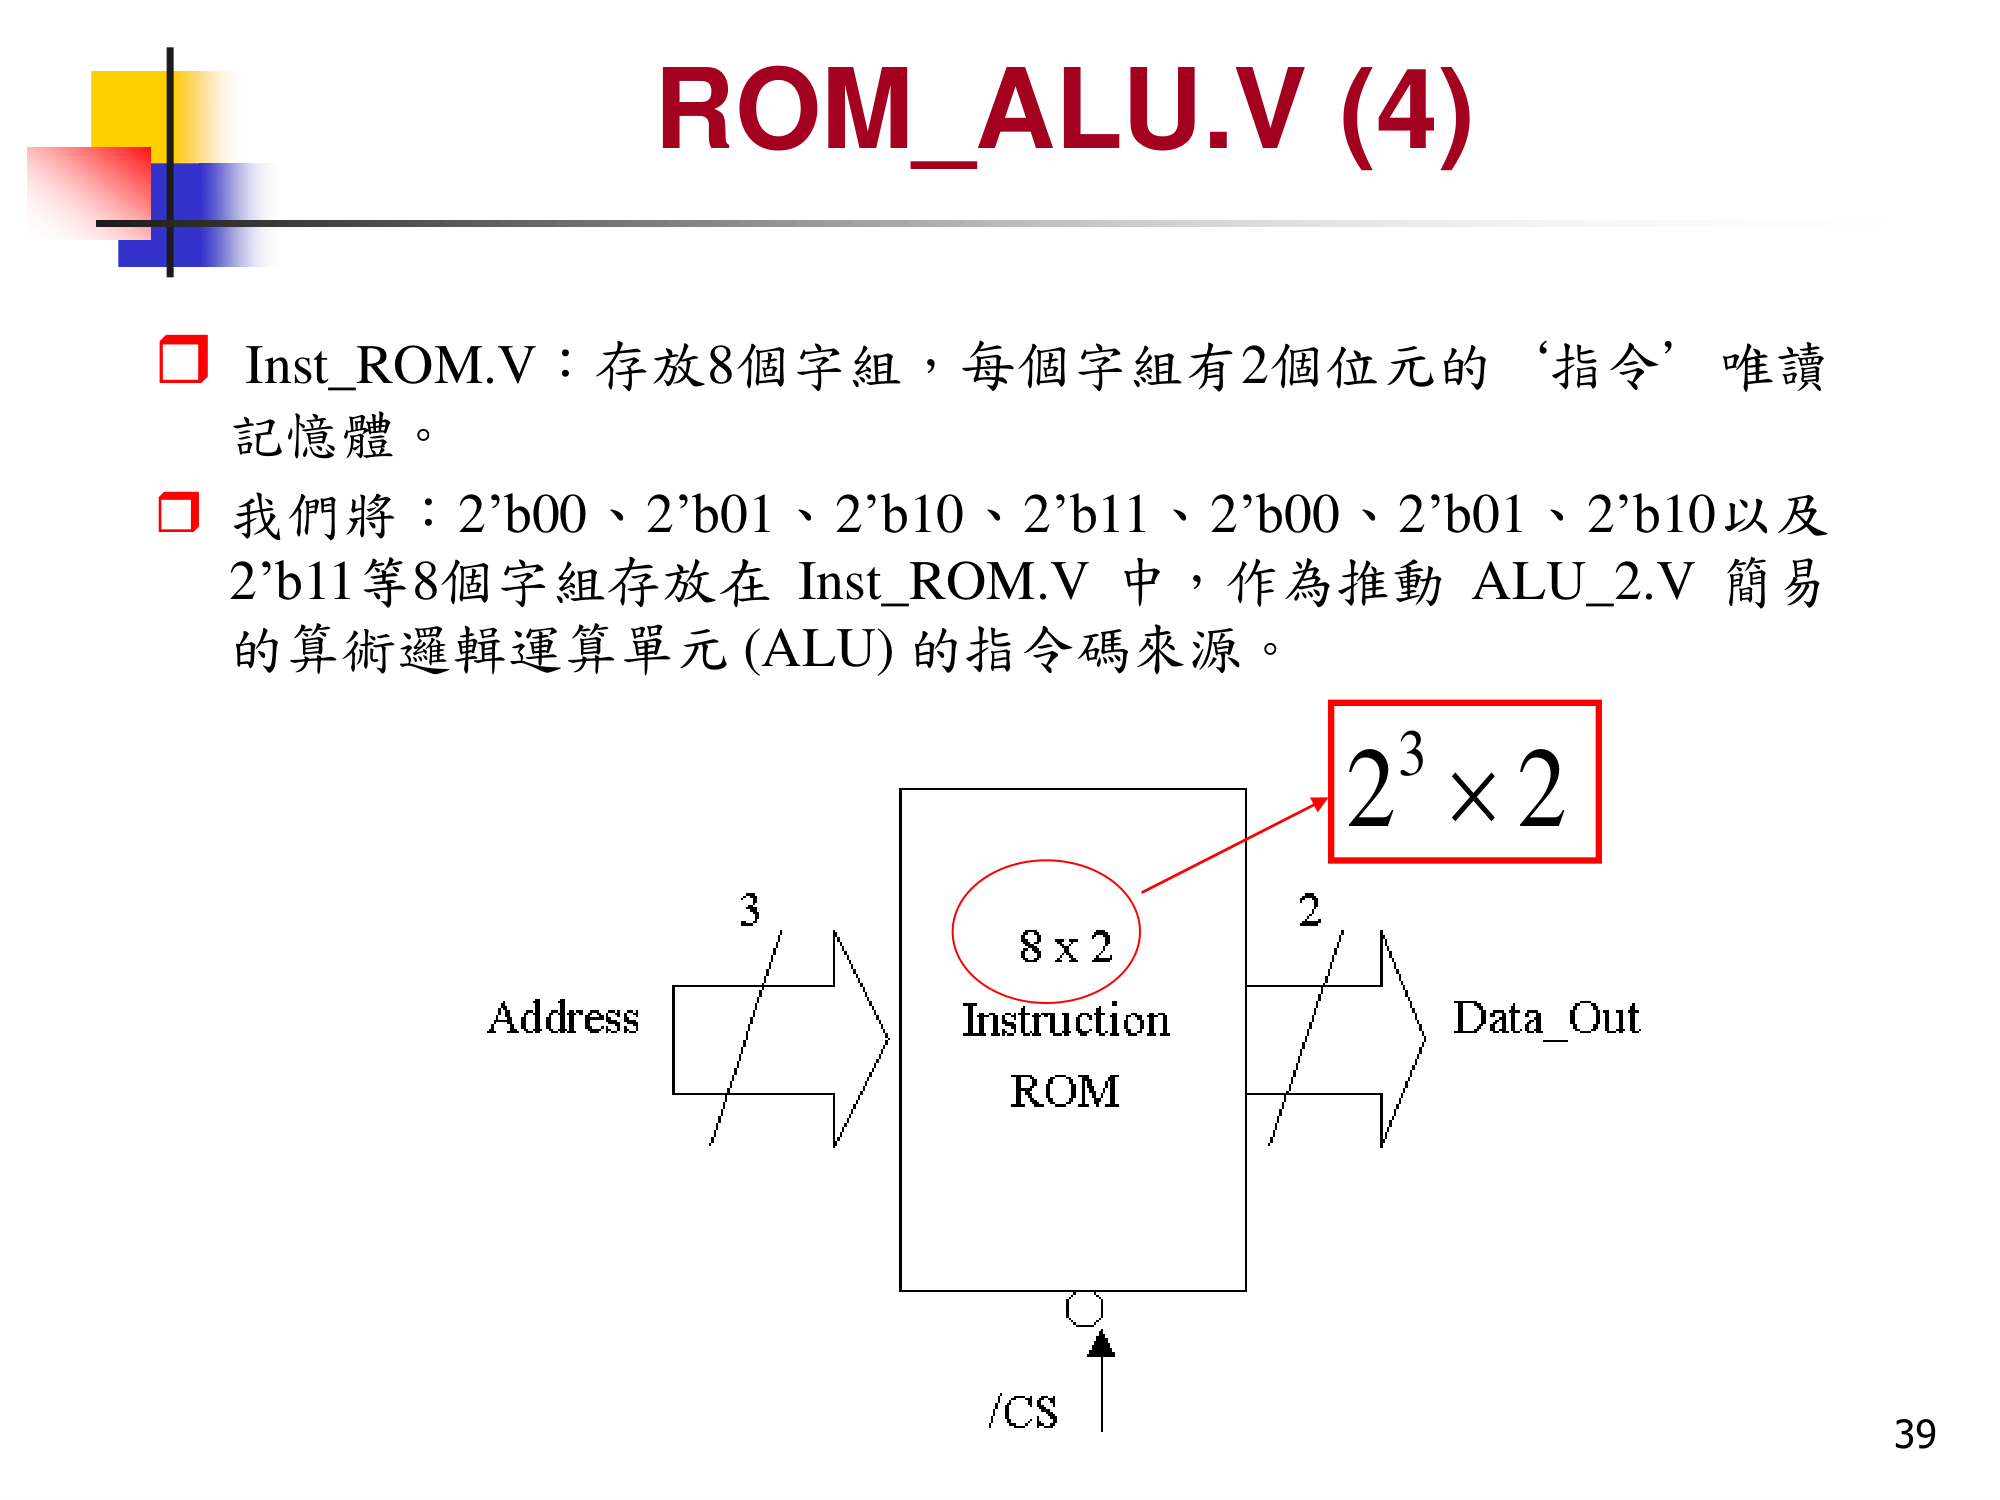 ROM_ALU.V (4)
Inst_ROM.V：存放8個字組，每個字組有2個位元的‘指令’ 唯讀
記憶體。
我們將：2’b00、2’b01、2’b10、2’b11、2’b00、2’b01、2’b10以及
2’b11等8個字組存放在 Inst_ROM.V 中，作為推動 ALU_2.V 簡易
的算術邏輯運算單元 (ALU) 的指令碼來源。
2³ × 2
3
2
8 x 2
Address
Instruction
Data_Out
ROM
/CS
39